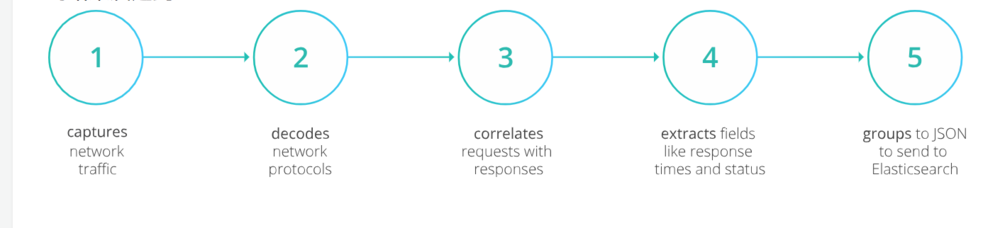 1
2
3
4
5
captures
network
traffic
decodes
network
protocols
correlates
requests with
responses
extracts fields
like response
times and status
groups to JSON
to send to
Elasticsearch